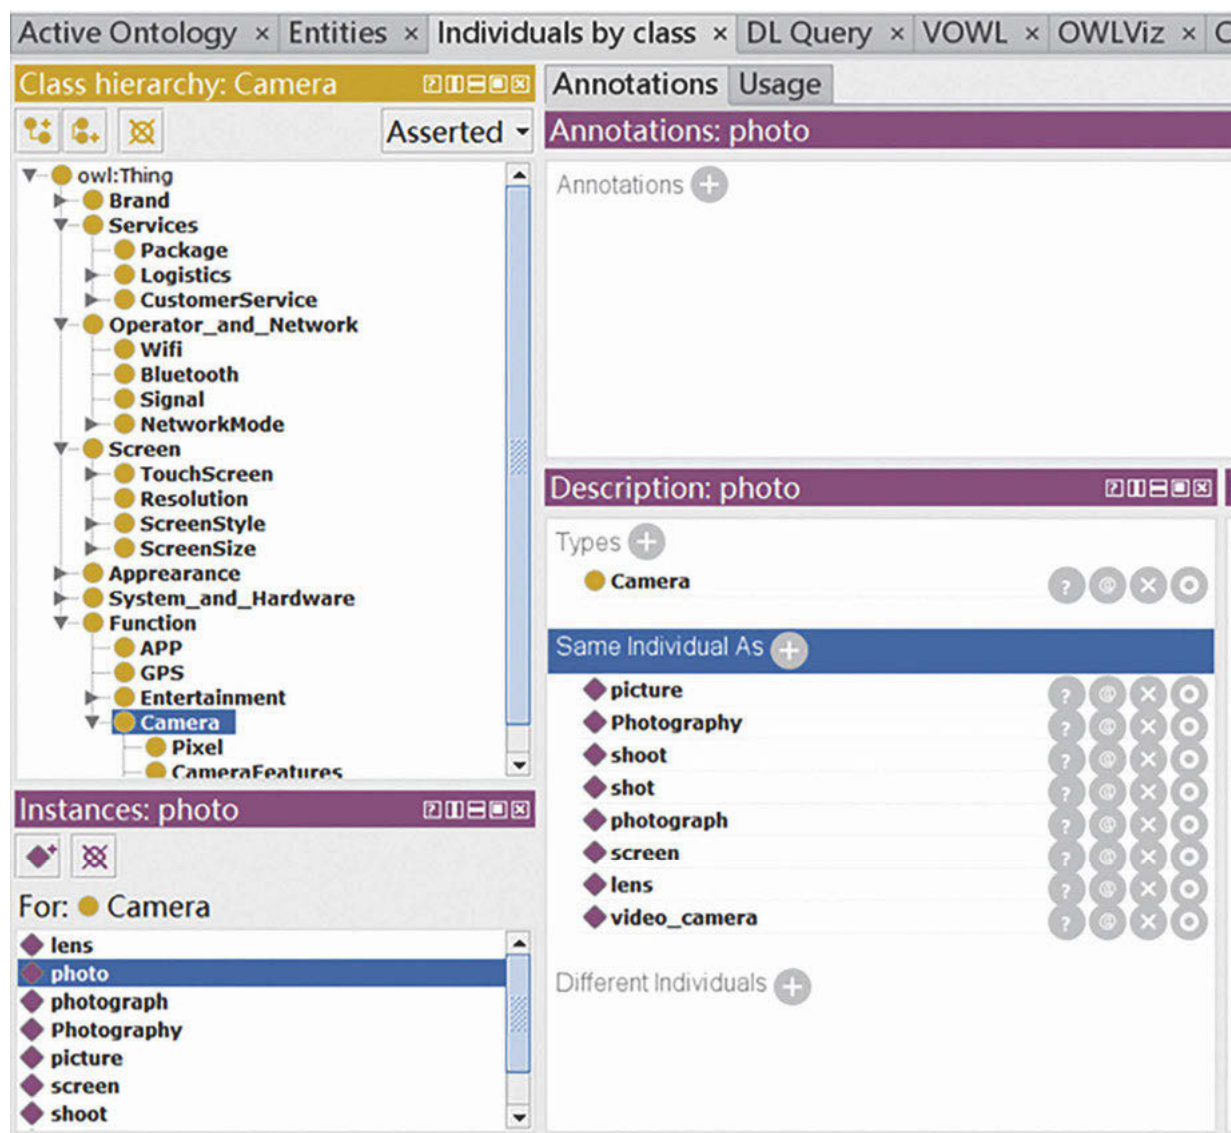 Active Ontology × Entities × Individuals by class × DL Query × VOWL × OWLViz ×
Class hierarchy: Camera
Asserted
owl:Thing
Brand
Services
Package
Logistics
CustomerService
Operator_and_Network
Wifi
Bluetooth
Signal
NetworkMode
Screen
TouchScreen
Resolution
ScreenStyle
ScreenSize
Apprearance
System_and_Hardware
Function
APP
GPS
Entertainment
Camera
Pixel
CameraFeatures
Instances: photo
For: Camera
lens
photo
photograph
Photography
picture
screen
shoot
Annotations Usage
Annotations: photo
Annotations
Description: photo
Types
Camera
Same Individual As
picture
Photography
shoot
shot
photograph
screen
lens
video_camera
Different Individuals